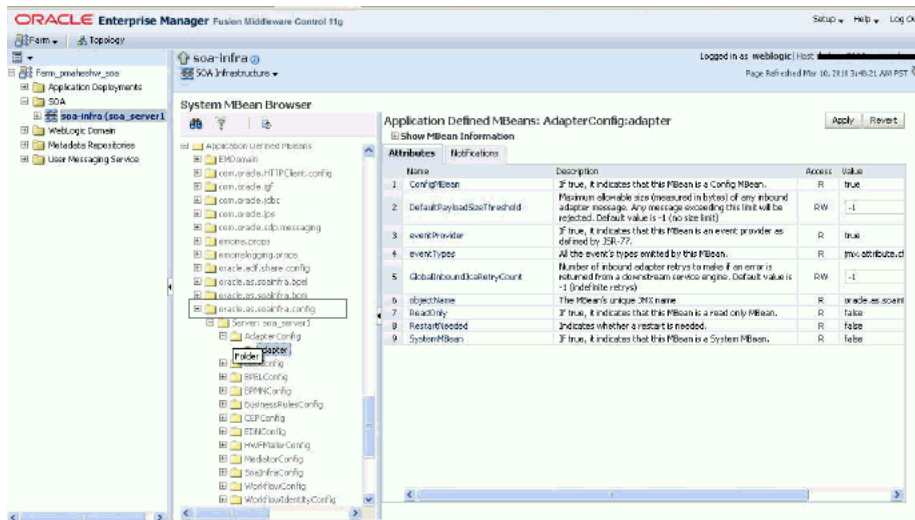 ORACLE Enterprise Manager Fusion Middleware Control 11g
Setup Help Log
Farm Topology
Farm_pmaheshw_soa
Application Deployments
SOA
soa-infra (soa_server1
WebLogic Domain
Metadata Repositories
User Messaging Service
soa-infra
SOA Infrastructure
Logged in as weblogic| Host
Page Refreshed Mar 10, AM PST
System MBean Browser
Application Defined MBeans
EMDomain
com.oracle.HTTPClient.config
com.oracle.igf
com.oracle.jdbc
com.oracle.jps
com.oracle.sdp.messaging
emoms.props
emomslogging.props
oracle.adf.share.config
oracle.as.soainfra.bpel
oracle.as.soainfra.bpm
oracle.as.soainfra.config
Server: soa_server1
AdapterConfig
adapter
Folder
BPELConfig
BPMNConfig
BusinessRulesConfig
CEPConfig
EDNConfig
HWFMailerConfig
MediatorConfig
SoaInfraConfig
WorkflowConfig
WorkflowIdentityConfig
Application Defined MBeans: AdapterConfig:adapter
Apply Revert
Show MBean Information
Attributes Notifications
Name Description Access Value
1 ConfigMBean If true, it indicates that this MBean is a Config MBean. R true
2 DefaultPayloadSizeThreshold Maximum allowable size (measured in bytes) of any inbound adapter message. Any message exceeding this limit will be rejected. Default value is -1 (no size limit) RW -1
3 eventProvider If true, it indicates that this MBean is an event provider as defined by JSR-77. R true
4 eventTypes All the event's types emitted by this MBean. R jmx.attribute.c
5 GlobalInboundJcaRetryCount Number of inbound adapter retrys to make if an error is returned from a downstream service engine. Default value is -1 (indefinite retrys) RW -1
6 objectName The MBean's unique JMX name R oracle.as.soainf
7 ReadOnly If true, it indicates that this MBean is a read only MBean. R false
8 RestartNeeded Indicates whether a restart is needed. R false
9 SystemMBean If true, it indicates that this MBean is a System MBean. R false